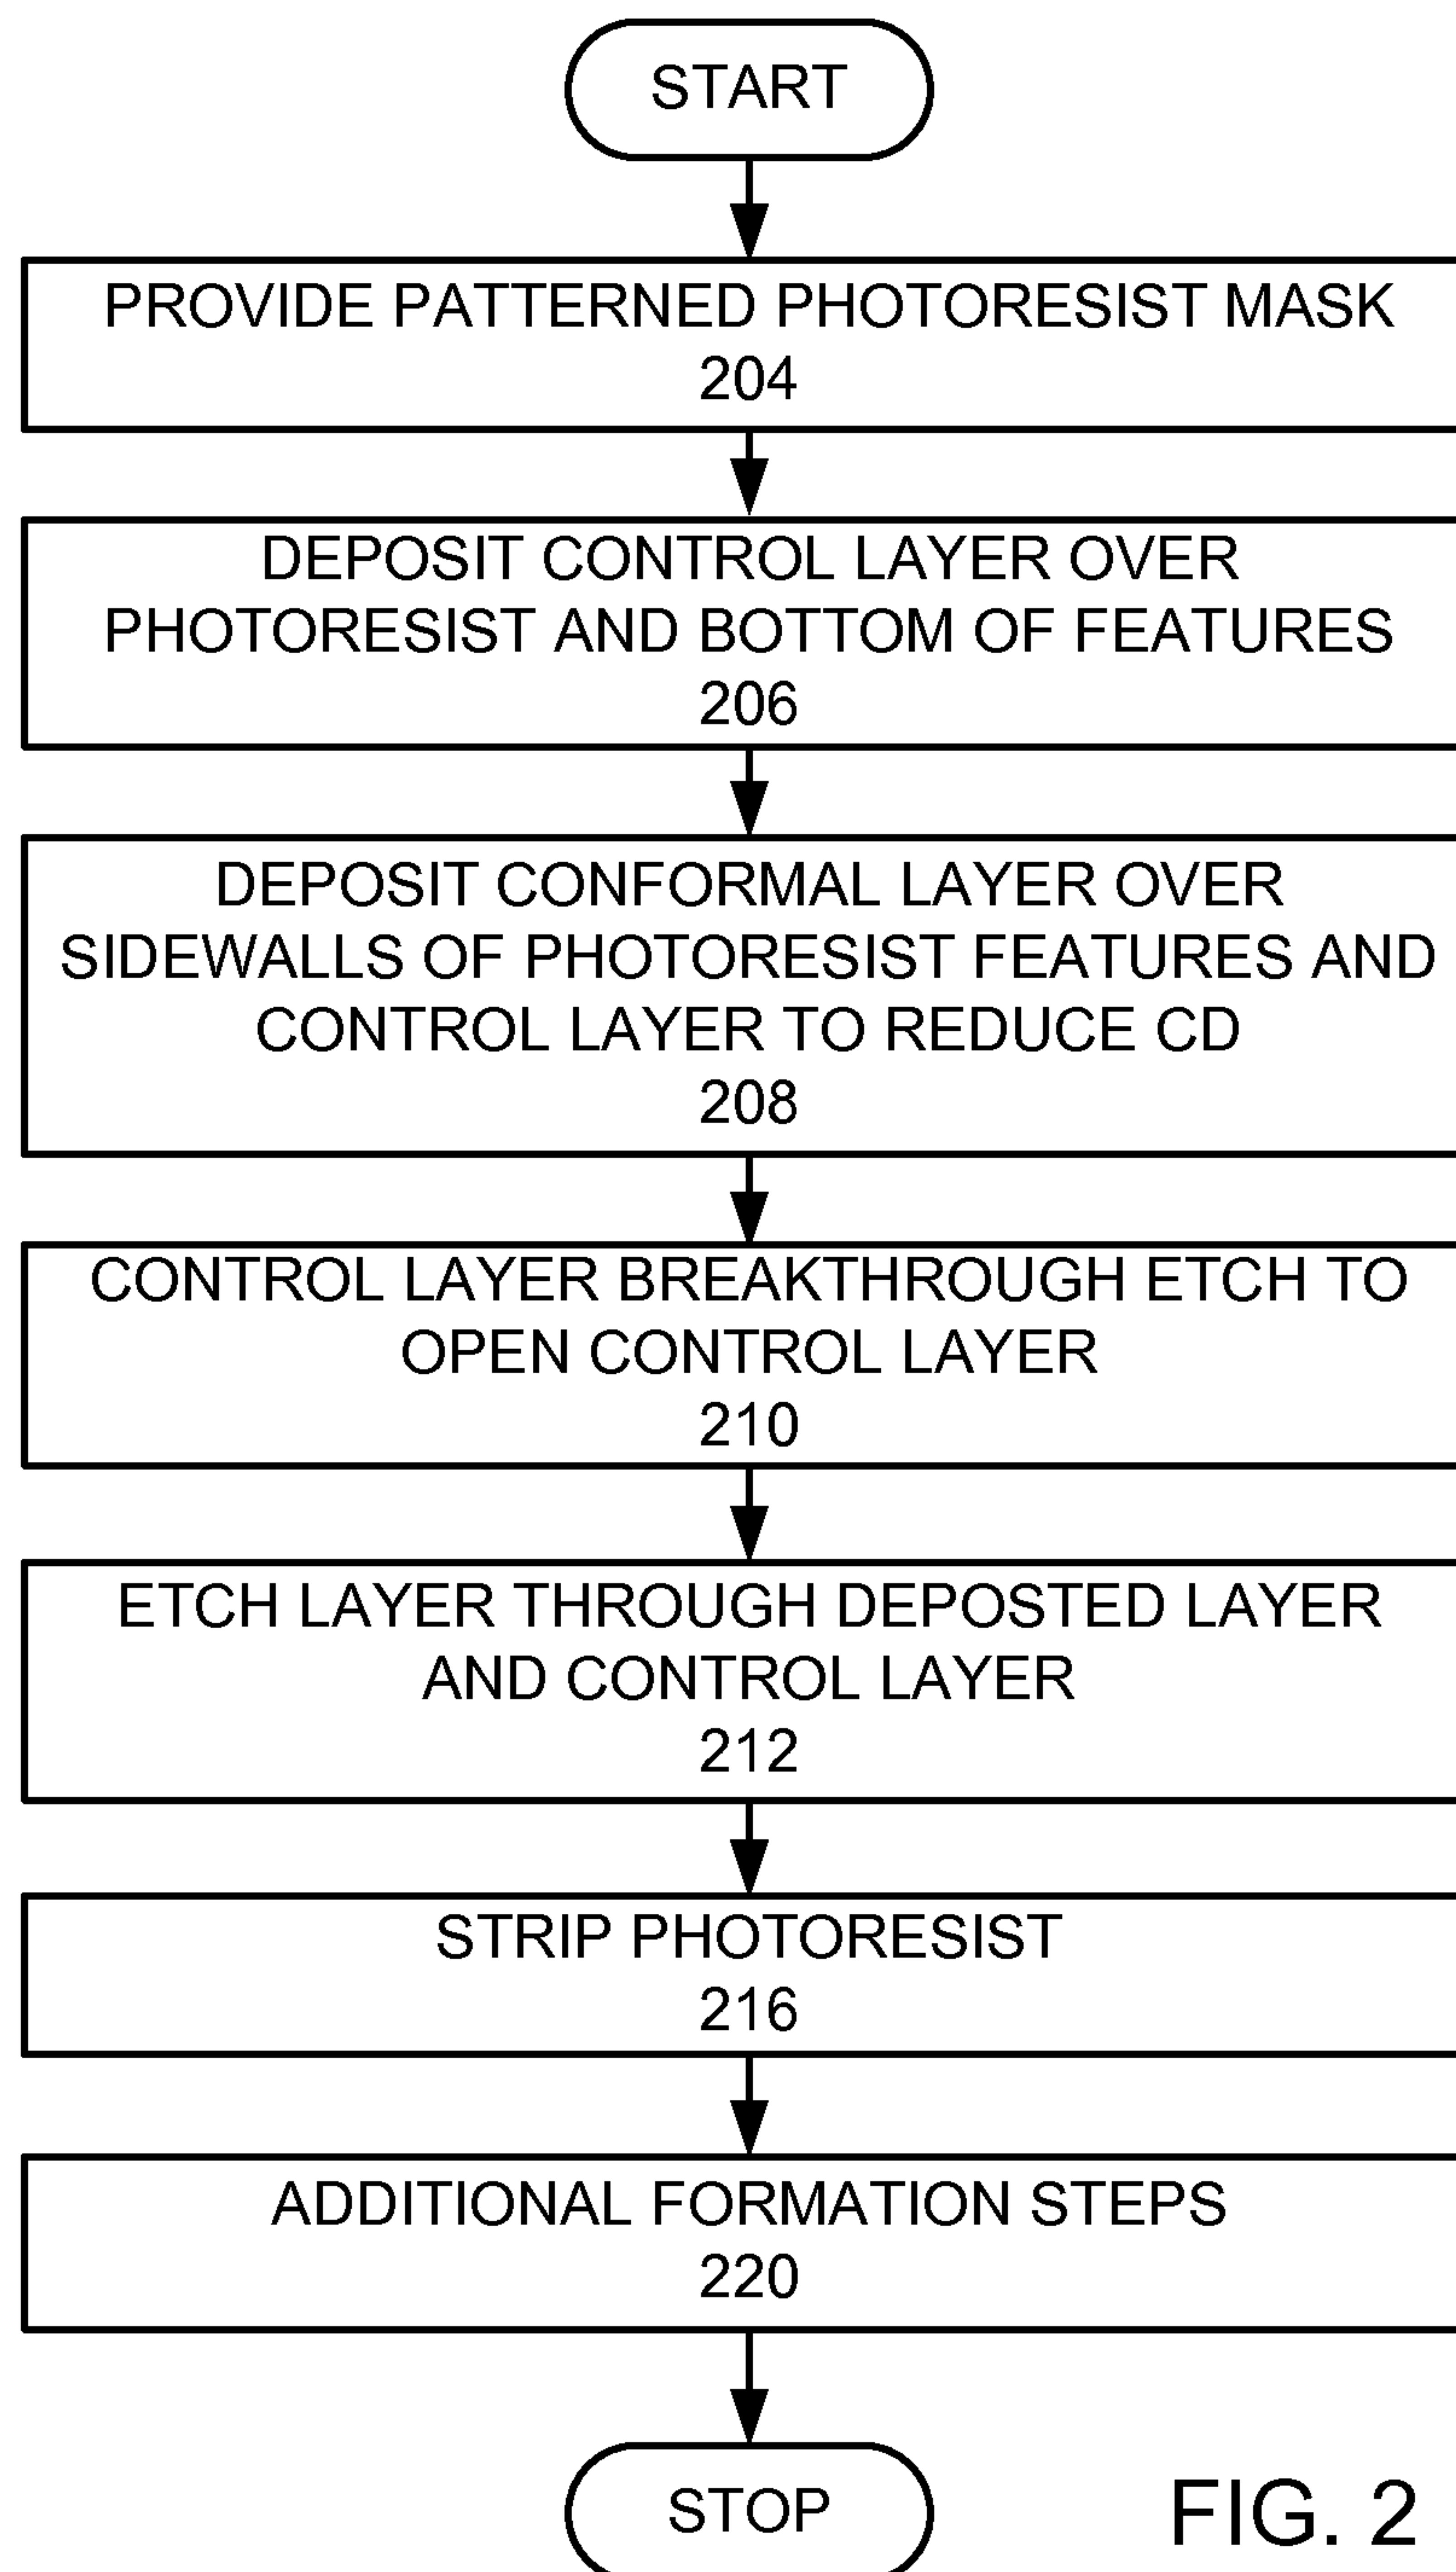 START
PROVIDE PATTERNED PHOTORESIST MASK
204
DEPOSIT CONTROL LAYER OVER
PHOTORESIST AND BOTTOM OF FEATURES
206
DEPOSIT CONFORMAL LAYER OVER
SIDEWALLS OF PHOTORESIST FEATURES AND
CONTROL LAYER TO REDUCE CD
208
CONTROL LAYER BREAKTHROUGH ETCH TO
OPEN CONTROL LAYER
210
ETCH LAYER THROUGH DEPOSTED LAYER
AND CONTROL LAYER
212
STRIP PHOTORESIST
216
ADDITIONAL FORMATION STEPS
220
STOP
FIG. 2